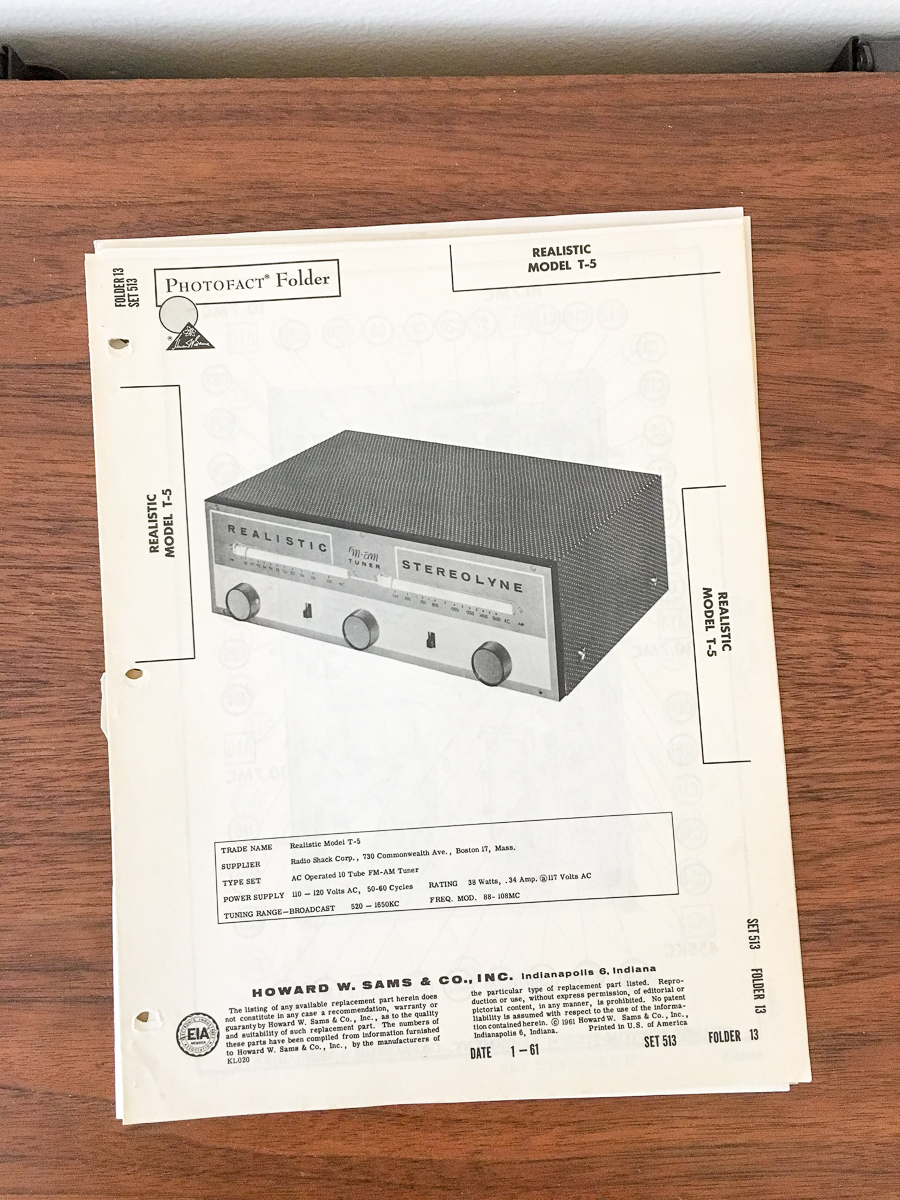 FOLDER 13
SET 513
PHOTOFACT® Folder
REALISTIC
MODEL T-5
REALISTIC
MODEL T-5
REALISTIC
FM-AM
TUNER
STEREOLYNE
REALISTIC
MODEL T-5
TRADE NAME Realistic Model T-5
SUPPLIER Radio Shack Corp., 730 Commonwealth Ave., Boston 17, Mass.
TYPE SET AC Operated 10 Tube FM-AM Tuner
POWER SUPPLY 110 — 120 Volts AC, 50-60 Cycles RATING 38 Watts, .34 Amp. @117 Volts AC
TUNING RANGE—BROADCAST 520 — 1650KC FREQ. MOD. 88-108MC
SET 513 FOLDER 13
HOWARD W. SAMS & CO., INC. Indianapolis 6, Indiana
The listing of any available replacement part herein does
not constitute in any case a recommendation, warranty or
guaranty by Howard W. Sams & Co., Inc., as to the quality
and suitability of such replacement part. The numbers of
these parts have been compiled from information furnished
to Howard W. Sams & Co., Inc., by the manufacturers of
the particular type of replacement part listed. Repro-
duction or use, without express permission, of editorial or
pictorial content, in any manner, is prohibited. No patent
liability is assumed with respect to the use of the informa-
tion contained herein. © 1961 Howard W. Sams & Co., Inc.,
Indianapolis 6, Indiana. Printed in U.S. of America
KL020
EIA
MEMBER
DATE 1 — 61 SET 513 FOLDER 13